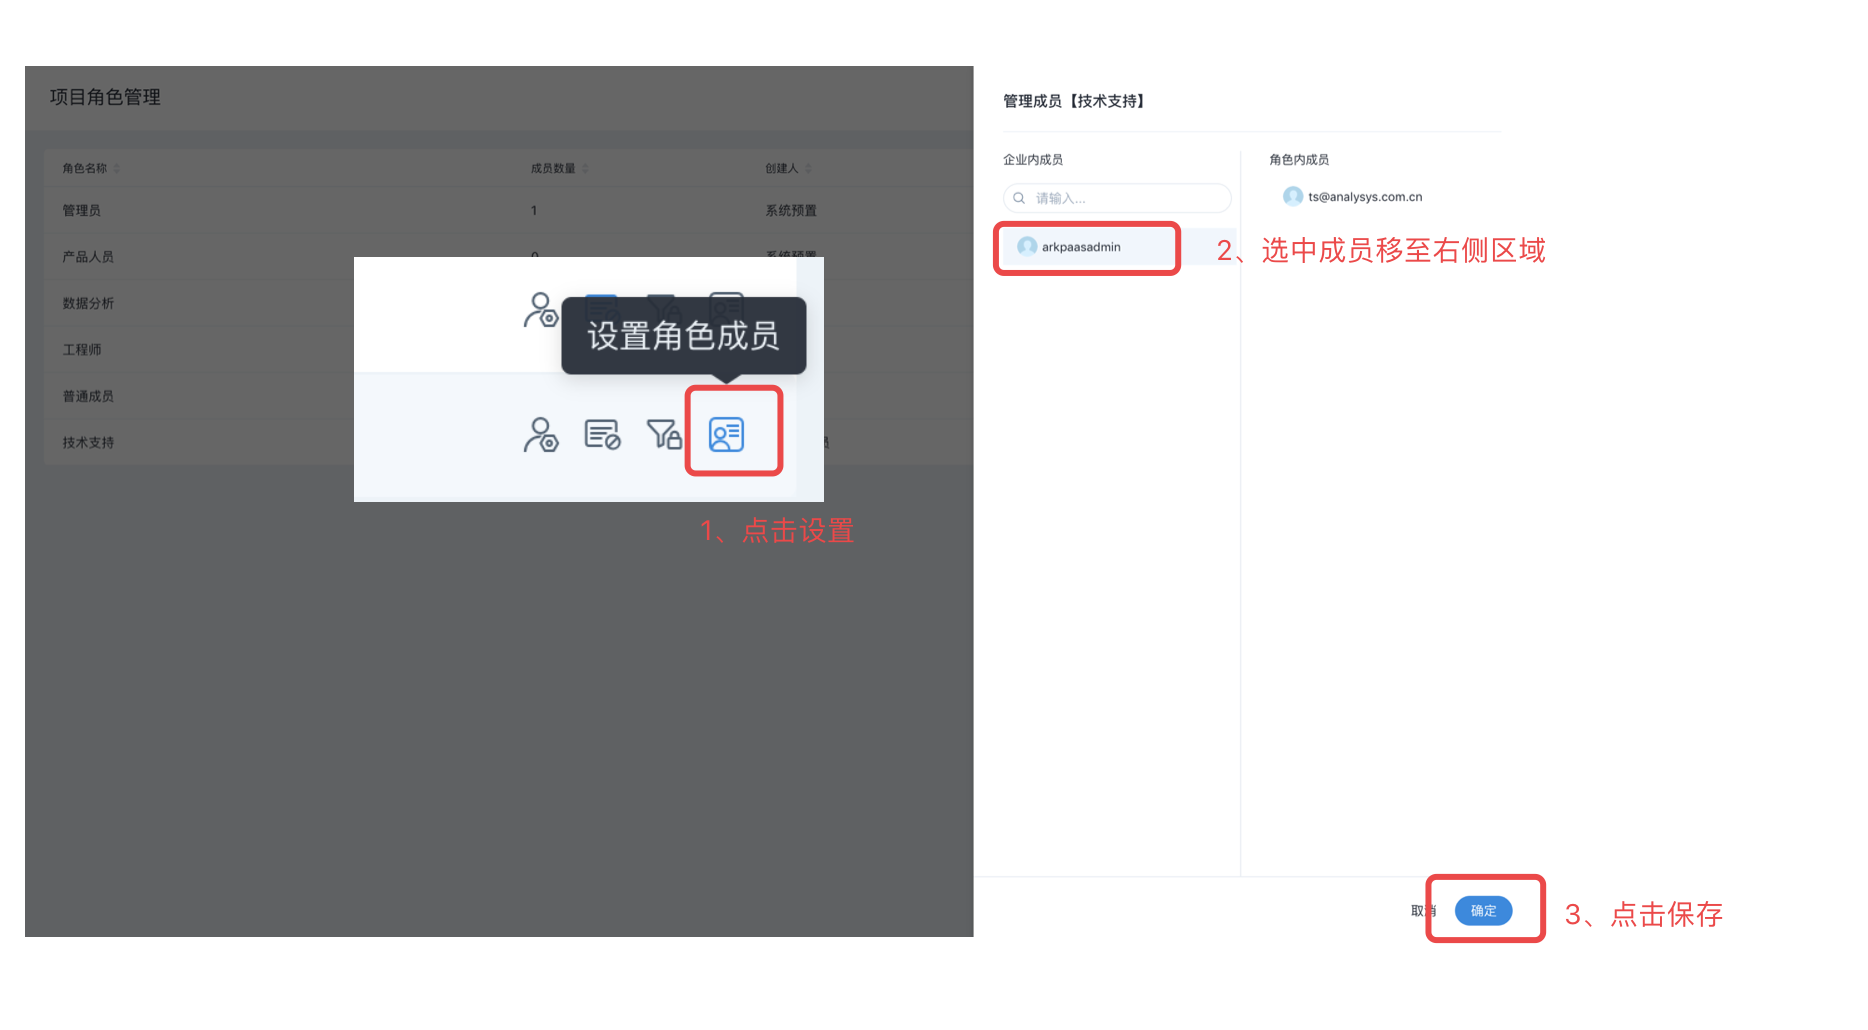 项目角色管理
角色名称 成员数量 创建人
管理员 1 系统预置
产品人员 0 系统预置
数据分析
工程师
普通成员
技术支持
设置角色成员
1、点击设置
管理成员【技术支持】
企业内成员
请输入...
arkpaasadmin
角色内成员
ts@analysys.com.cn
2、选中成员移至右侧区域
取消 确定
3、点击保存